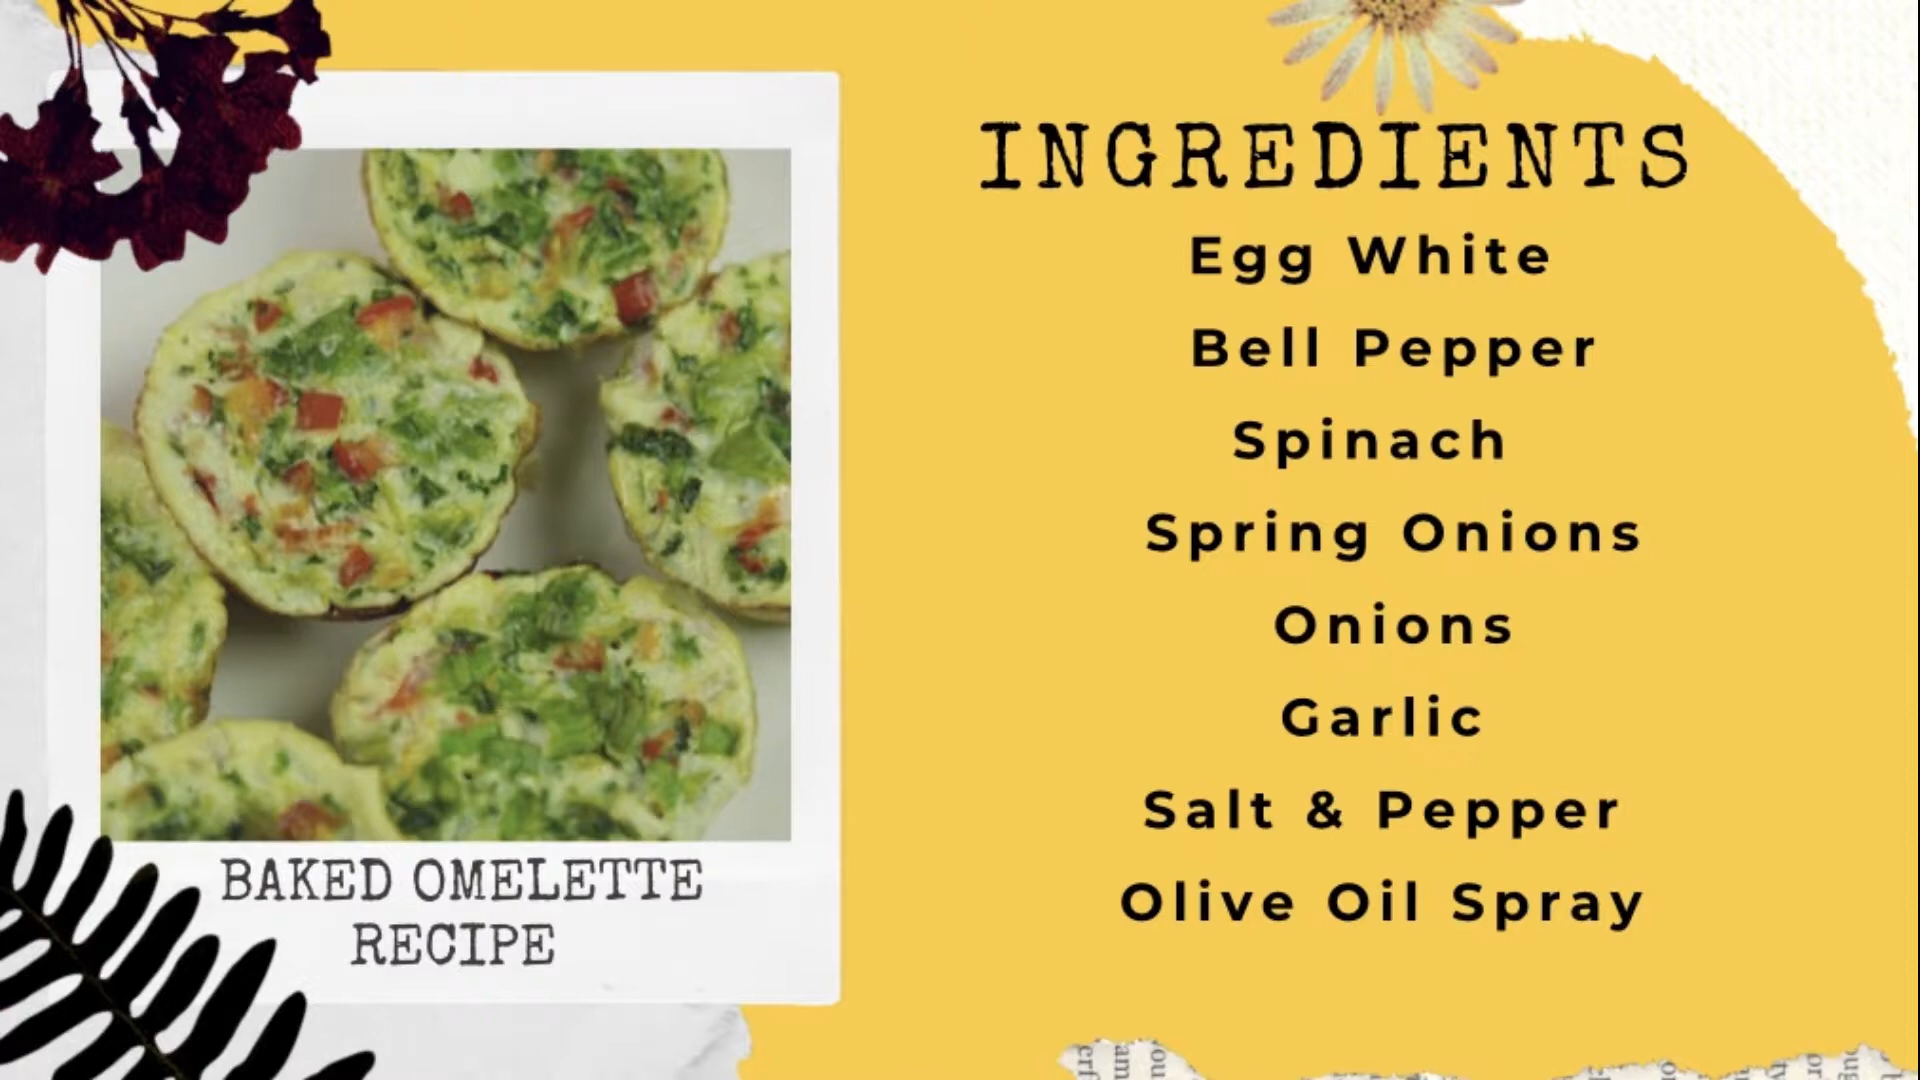 INGREDIENTS
Egg White
Bell Pepper
Spinach
Spring Onions
Onions
Garlic
Salt & Pepper
Olive Oil Spray
BAKED OMELETTE
RECIPE